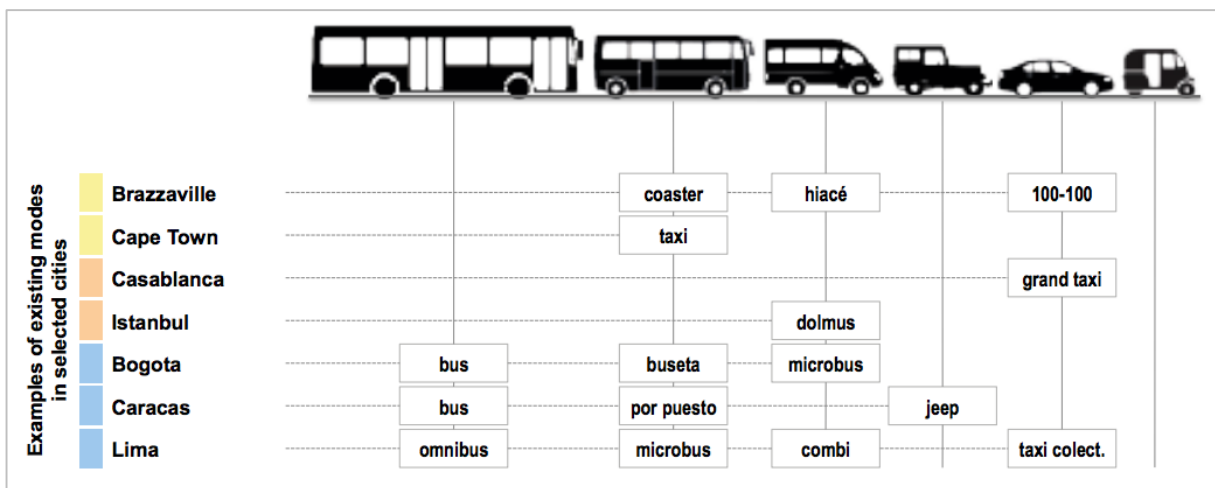 Examples of existing modes
in selected cities
Brazzaville coaster hiacé 100-100
Cape Town taxi
Casablanca grand taxi
Istanbul dolmus
Bogota bus buseta microbus
Caracas bus por puesto jeep
Lima omnibus microbus combi taxi colect.